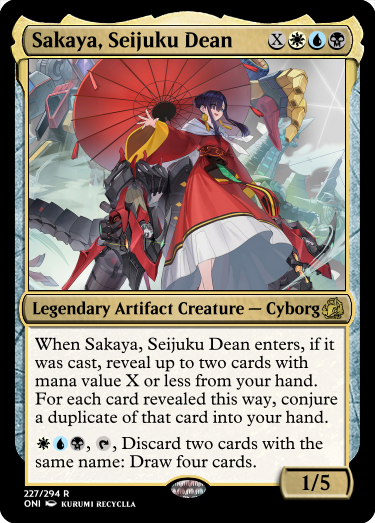 Sakaya, Seijuku Dean X
Legendary Artifact Creature — Cyborg
When Sakaya, Seijuku Dean enters, if it
was cast, reveal up to two cards with
mana value X or less from your hand.
For each card revealed this way, conjure
a duplicate of that card into your hand.
, , Discard two cards with the
same name: Draw four cards.
1/5
227/294 R
ONI KURUMI RECYCLLA